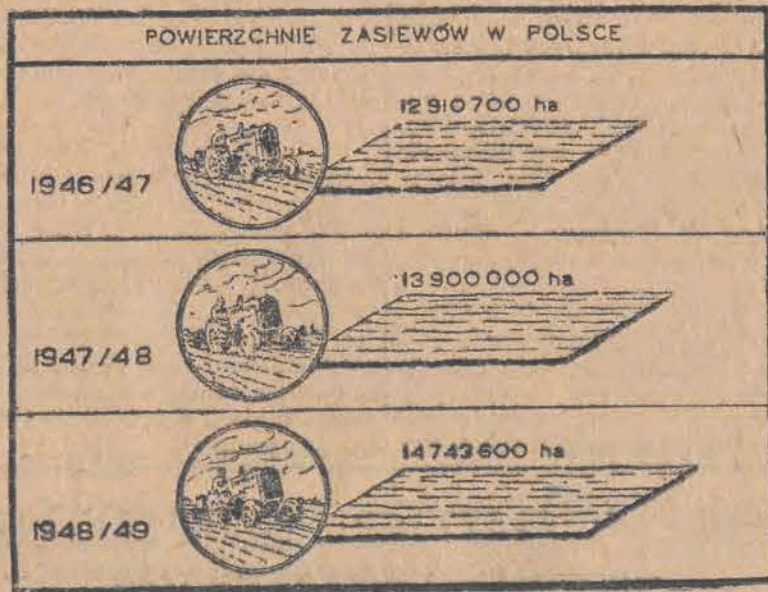 POWIERZCHNIE ZASIEWÓW W POLSCE
12 910 700 ha
1946/47
13 900 000 ha
1947/48
14 743 600 ha
1948/49